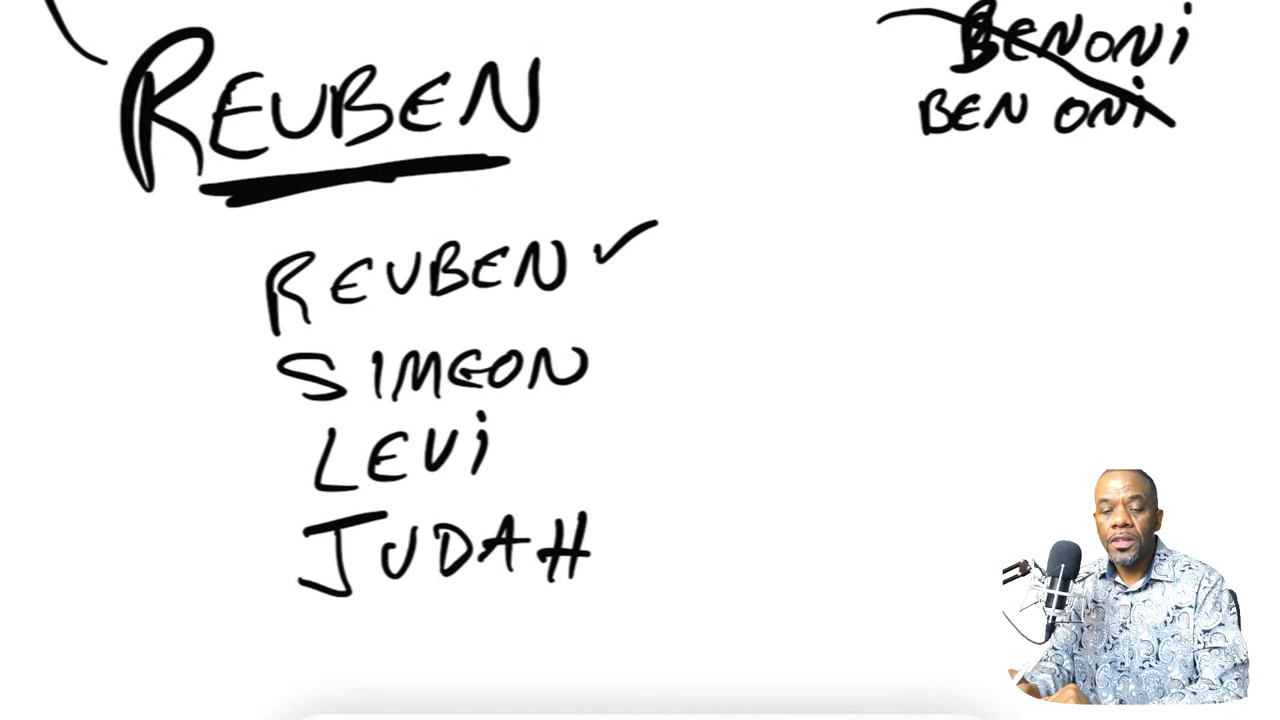 REUBEN
BENONi
BEN ONi
REUBEN ✓
SIMEON
LEVi
JUDAH